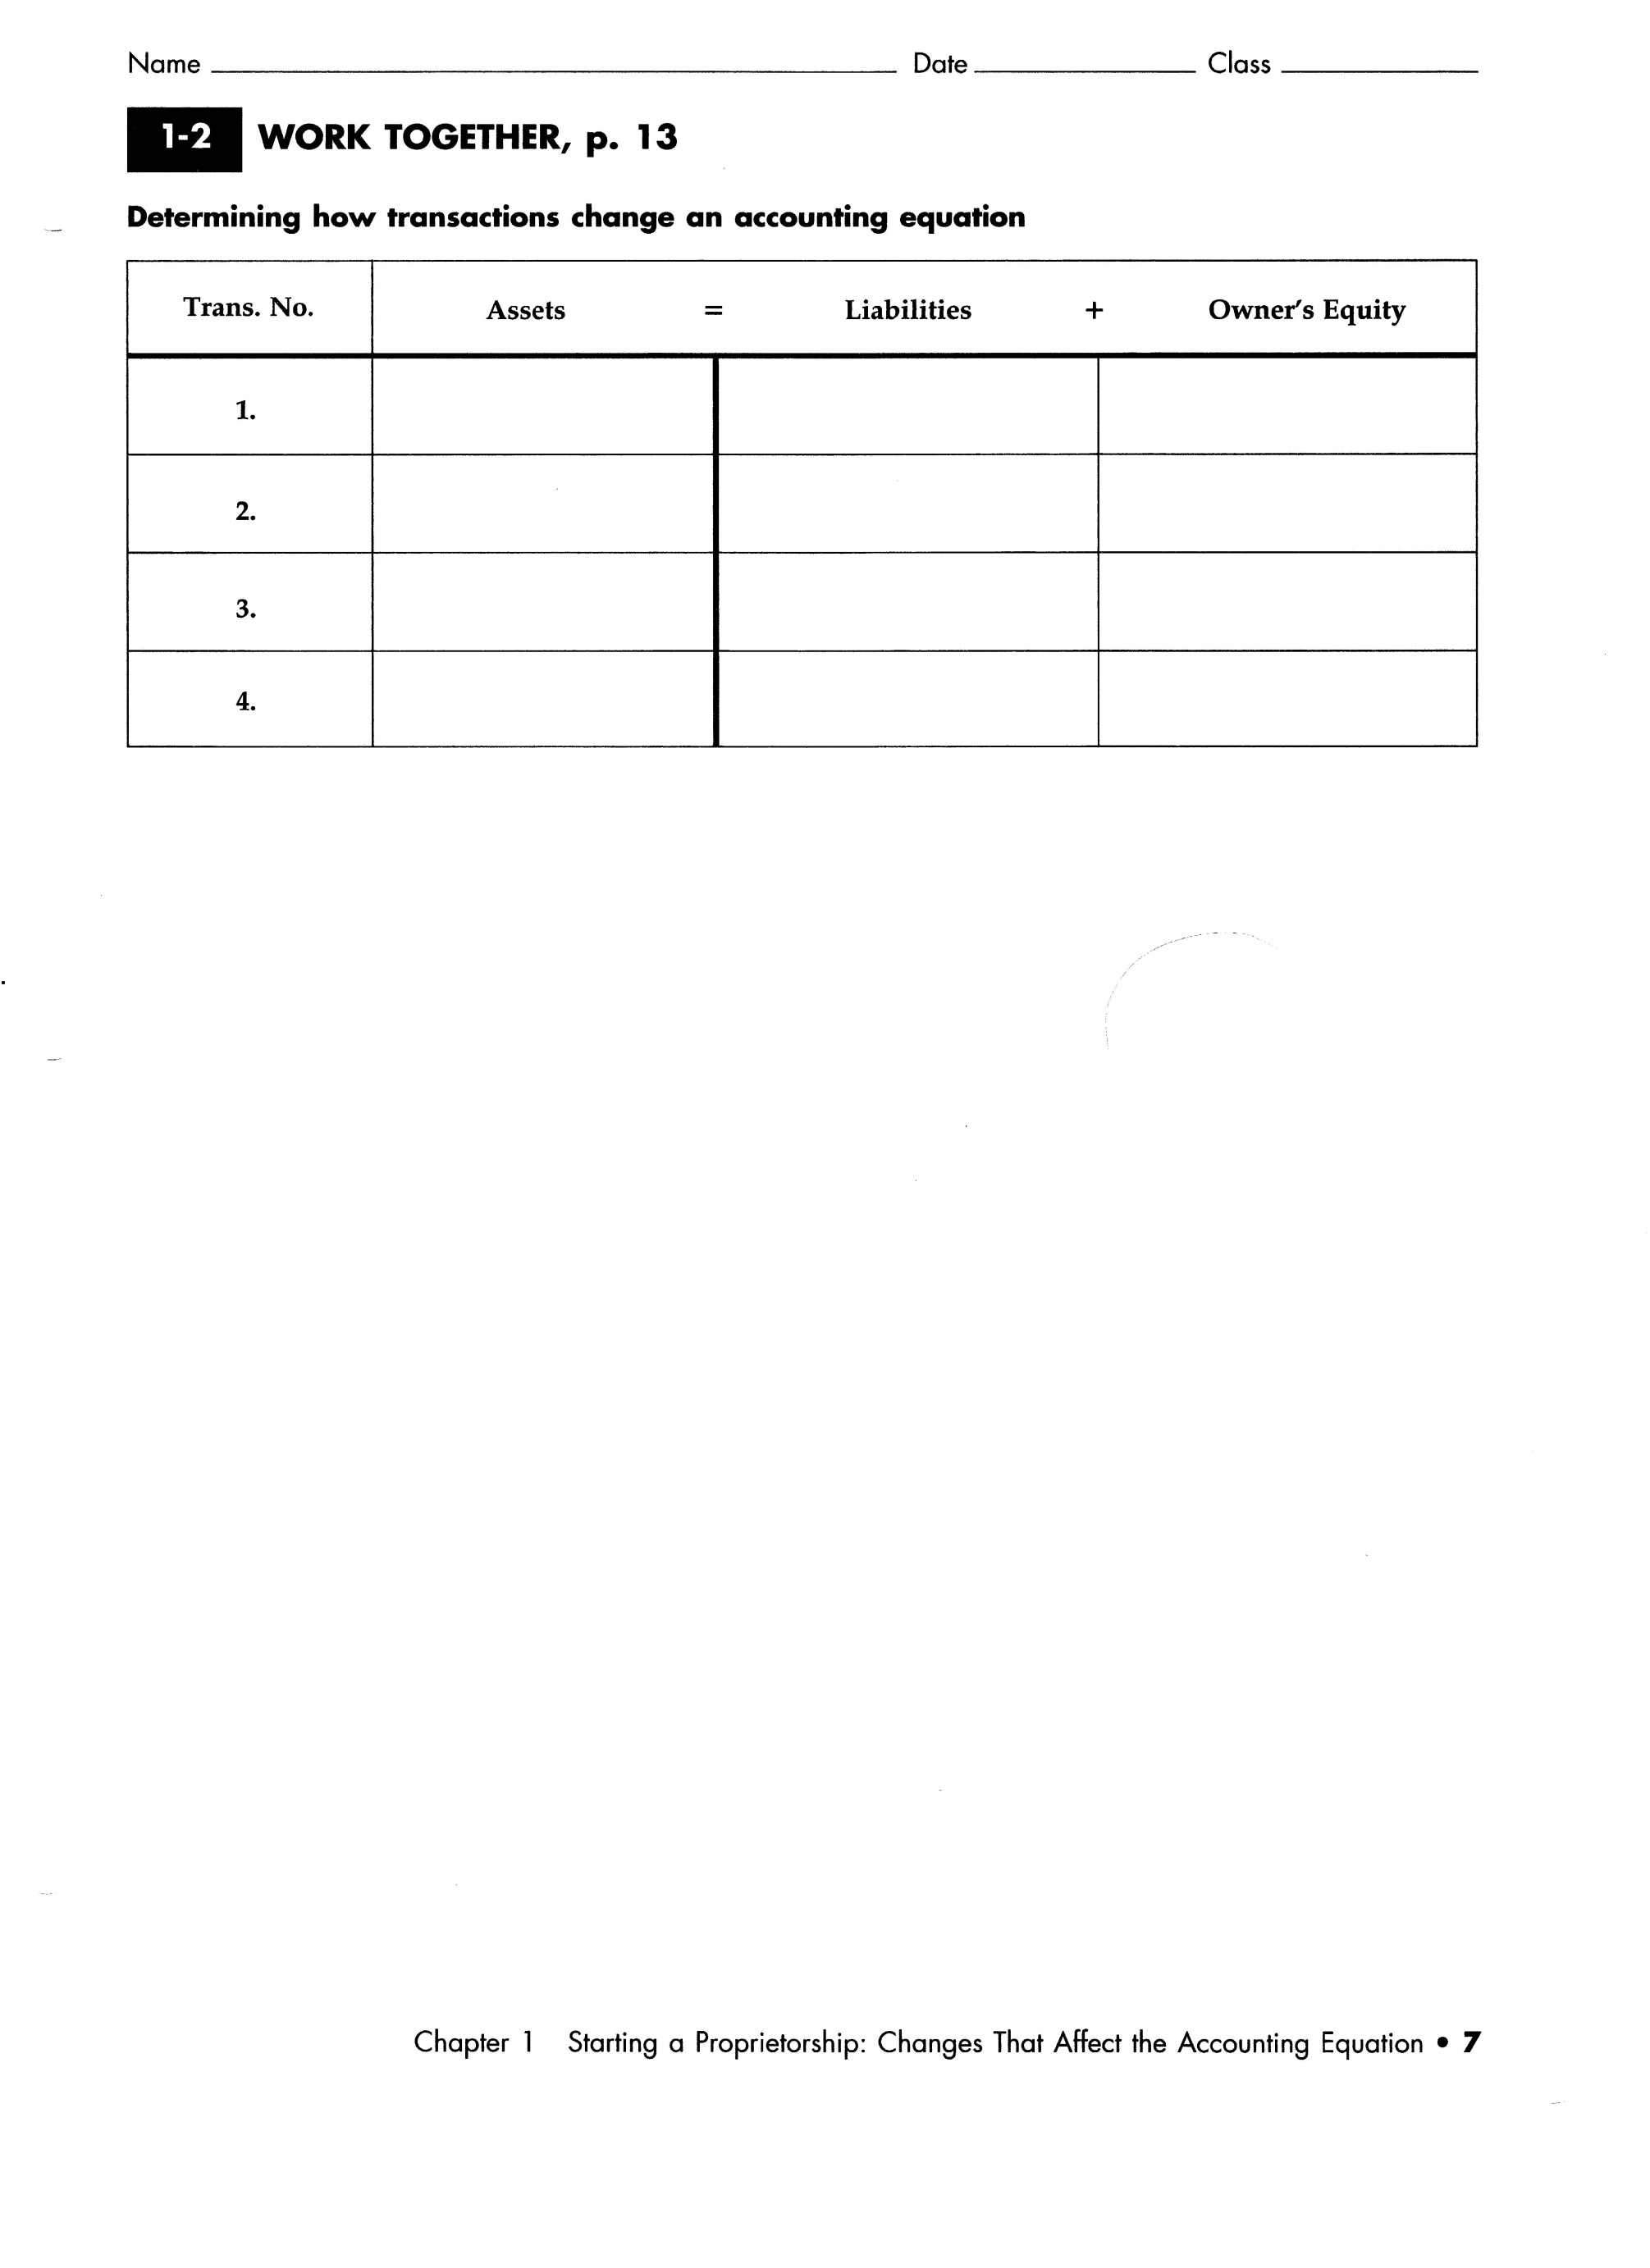 Name Date Class
1-2 WORK TOGETHER, p. 13
Determining how transactions change an accounting equation
Trans. No. Assets = Liabilities + Owner's Equity
1.
2.
3.
4.
Chapter 1 Starting a Proprietorship: Changes That Affect the Accounting Equation • 7